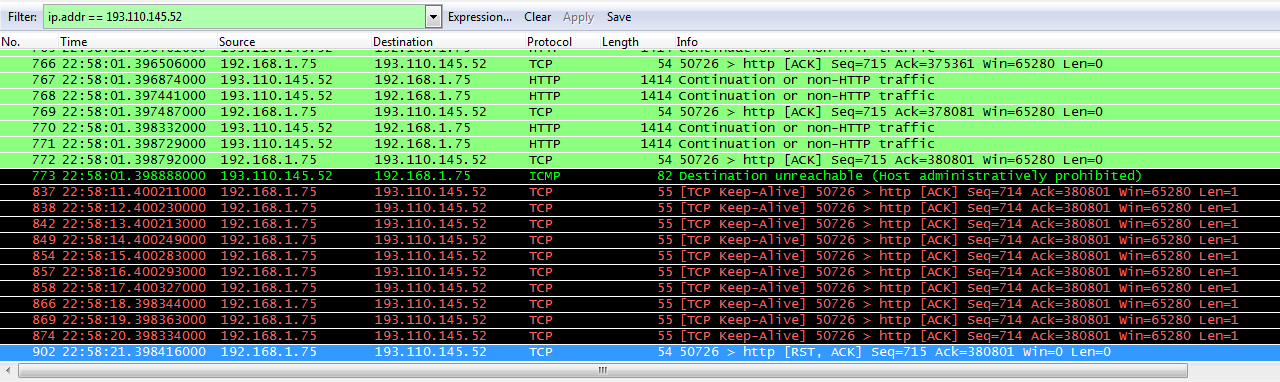 Filter: ip.addr == 193.110.145.52 Expression... Clear Apply Save
No. Time Source Destination Protocol Length Info
766 22:58:01.396506000 192.168.1.75 193.110.145.52 TCP 54 50726 > http [ACK] Seq=715 Ack=375361 Win=65280 Len=0
767 22:58:01.396874000 193.110.145.52 192.168.1.75 HTTP 1414 Continuation or non-HTTP traffic
768 22:58:01.397441000 193.110.145.52 192.168.1.75 HTTP 1414 Continuation or non-HTTP traffic
769 22:58:01.397487000 192.168.1.75 193.110.145.52 TCP 54 50726 > http [ACK] Seq=715 Ack=378081 Win=65280 Len=0
770 22:58:01.398332000 193.110.145.52 192.168.1.75 HTTP 1414 Continuation or non-HTTP traffic
771 22:58:01.398729000 193.110.145.52 192.168.1.75 HTTP 1414 Continuation or non-HTTP traffic
772 22:58:01.398792000 192.168.1.75 193.110.145.52 TCP 54 50726 > http [ACK] Seq=715 Ack=380801 Win=65280 Len=0
773 22:58:01.398888000 193.110.145.52 192.168.1.75 ICMP 82 Destination unreachable (Host administratively prohibited)
837 22:58:11.400211000 192.168.1.75 193.110.145.52 TCP 55 [TCP Keep-Alive] 50726 > http [ACK] Seq=714 Ack=380801 Win=65280 Len=1
838 22:58:12.400230000 192.168.1.75 193.110.145.52 TCP 55 [TCP Keep-Alive] 50726 > http [ACK] Seq=714 Ack=380801 Win=65280 Len=1
842 22:58:13.400213000 192.168.1.75 193.110.145.52 TCP 55 [TCP Keep-Alive] 50726 > http [ACK] Seq=714 Ack=380801 Win=65280 Len=1
849 22:58:14.400249000 192.168.1.75 193.110.145.52 TCP 55 [TCP Keep-Alive] 50726 > http [ACK] Seq=714 Ack=380801 Win=65280 Len=1
854 22:58:15.400283000 192.168.1.75 193.110.145.52 TCP 55 [TCP Keep-Alive] 50726 > http [ACK] Seq=714 Ack=380801 Win=65280 Len=1
857 22:58:16.400293000 192.168.1.75 193.110.145.52 TCP 55 [TCP Keep-Alive] 50726 > http [ACK] Seq=714 Ack=380801 Win=65280 Len=1
858 22:58:17.400327000 192.168.1.75 193.110.145.52 TCP 55 [TCP Keep-Alive] 50726 > http [ACK] Seq=714 Ack=380801 Win=65280 Len=1
866 22:58:18.398344000 192.168.1.75 193.110.145.52 TCP 55 [TCP Keep-Alive] 50726 > http [ACK] Seq=714 Ack=380801 Win=65280 Len=1
869 22:58:19.398363000 192.168.1.75 193.110.145.52 TCP 55 [TCP Keep-Alive] 50726 > http [ACK] Seq=714 Ack=380801 Win=65280 Len=1
874 22:58:20.398334000 192.168.1.75 193.110.145.52 TCP 55 [TCP Keep-Alive] 50726 > http [ACK] Seq=714 Ack=380801 Win=65280 Len=1
902 22:58:21.398416000 192.168.1.75 193.110.145.52 TCP 54 50726 > http [RST, ACK] Seq=715 Ack=380801 Win=0 Len=0